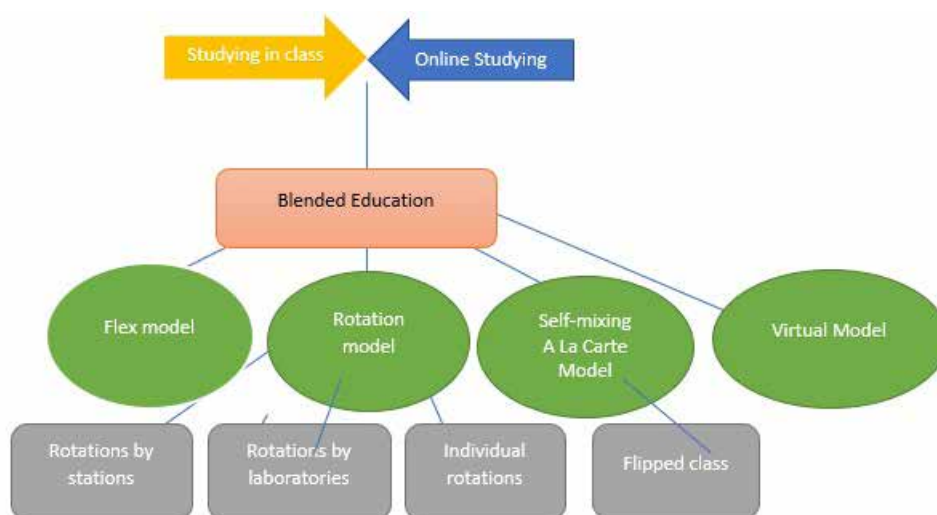 Studying in class
Online Studying
Blended Education
Flex model
Rotation
model
Self-mixing
A La Carte
Model
Virtual Model
Rotations by
stations
Rotations by
laboratories
Individual
rotations
Flipped class